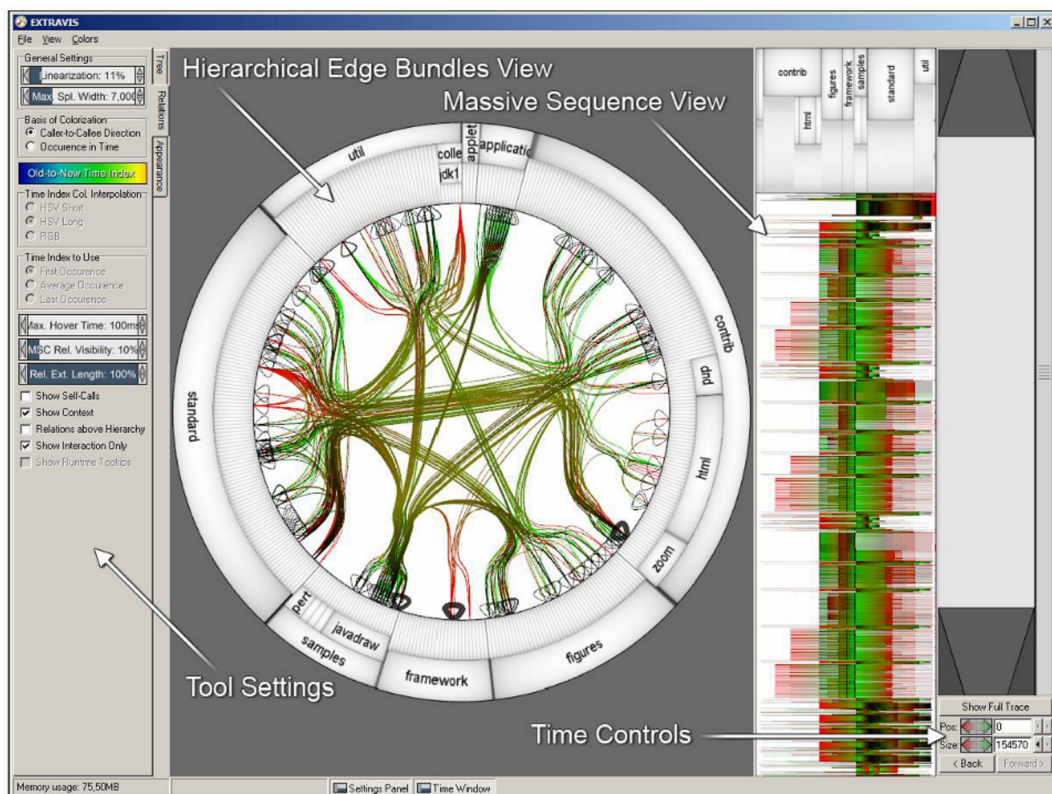 EXTRAVIS
File View Colors
General Settings
Linearization: 11%
Max. Spl. Width: 7,000
Basis of Colorization
Caller-to-Callee Direction
Occurence in Time
Old-to-New Time Index
Time Index Col. Interpolation
HSV Short
HSV Long
RGB
Time Index to Use
First Occurence
Average Occurence
Last Occurence
Max. Hover Time: 100ms
MSC Rel. Visibility: 10%
Rel. Ext. Length: 100%
Show Self-Calls
Show Context
Relations above Hierarchy
Show Interaction Only
Show Runtime Tooltips
Tree
Relations
Appearance
Hierarchical Edge Bundles View
Massive Sequence View
util
colle
jdk1
applet
applicatic
contrib
dnd
html
zoom
figures
framework
javadraw
pert
samples
standard
contrib
html
figures
framework
samples
standard
util
Tool Settings
Time Controls
Show Full Trace
Pos: 0
Size: 154570
< Back Forward >
Memory usage: 75,50MB
Settings Panel Time Window